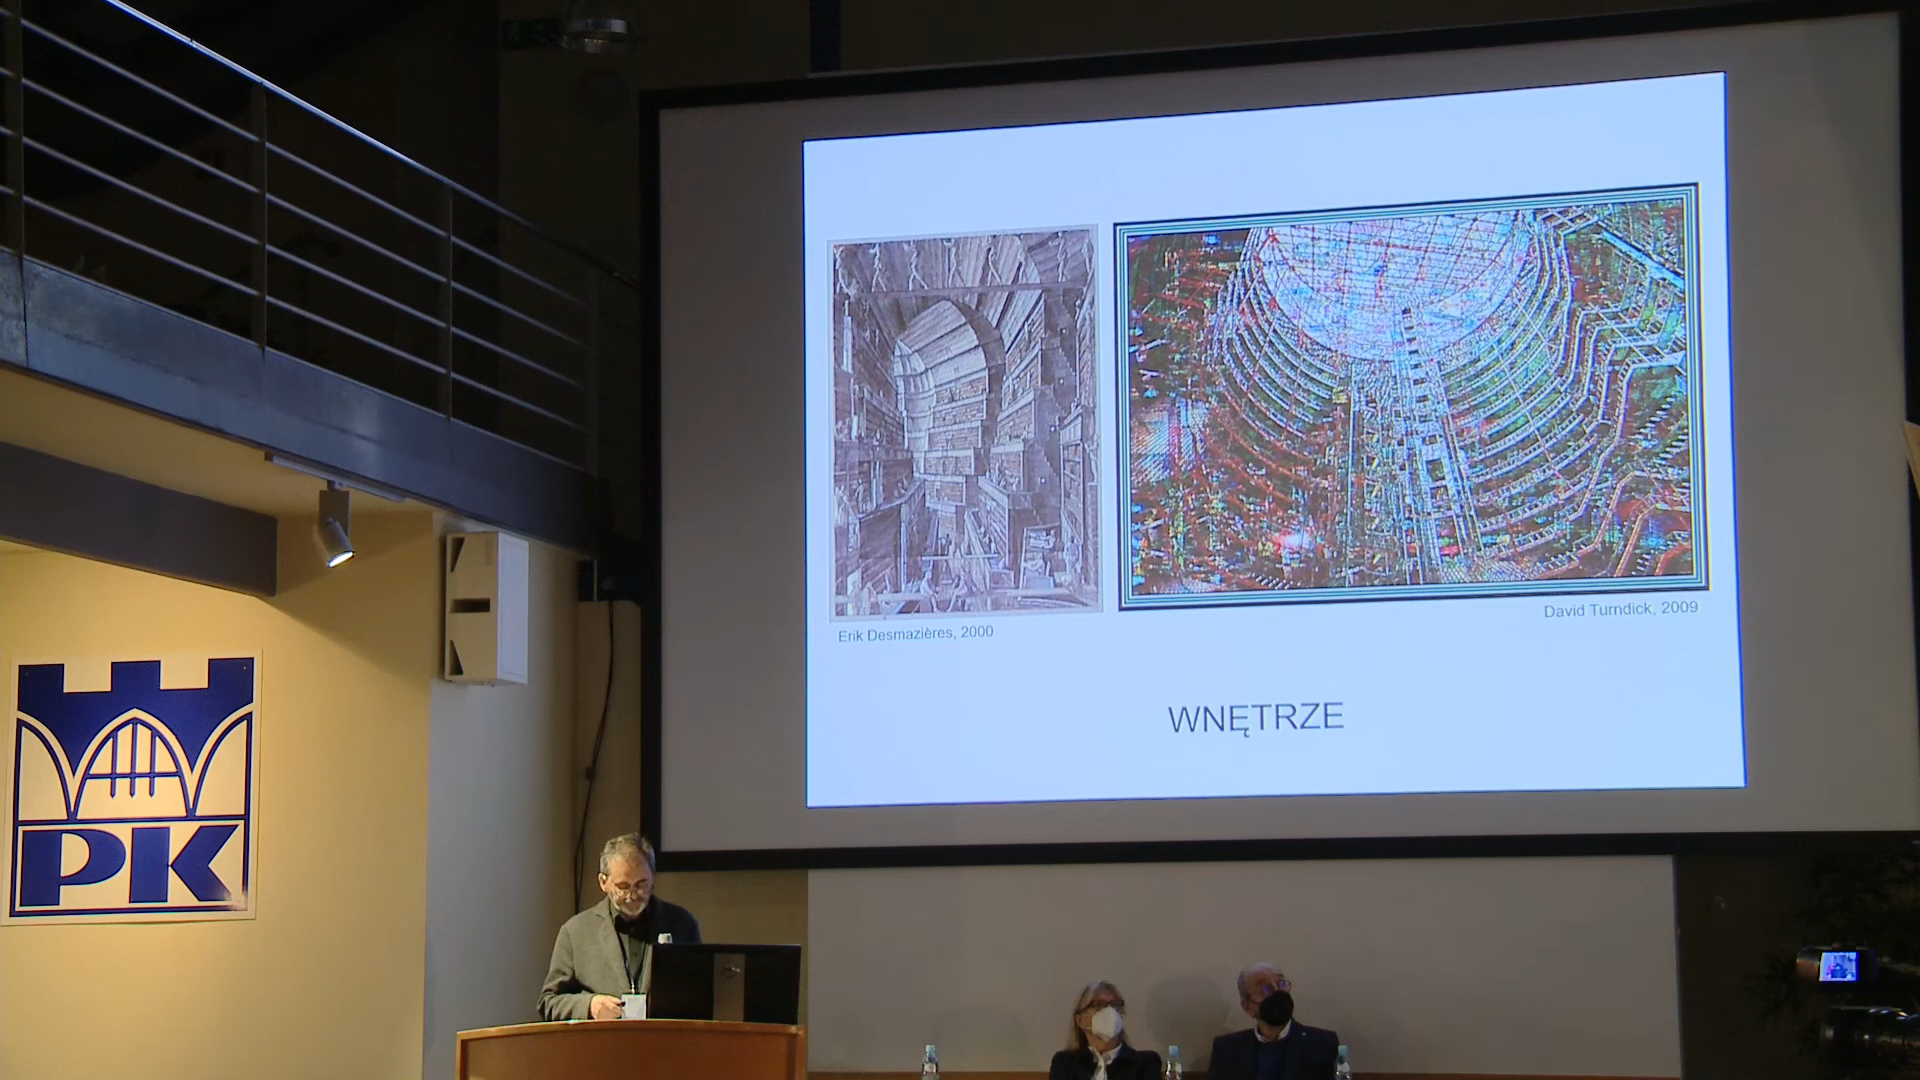 Erik Desmazières, 2000
David Turndick, 2009
WNĘTRZE
PK